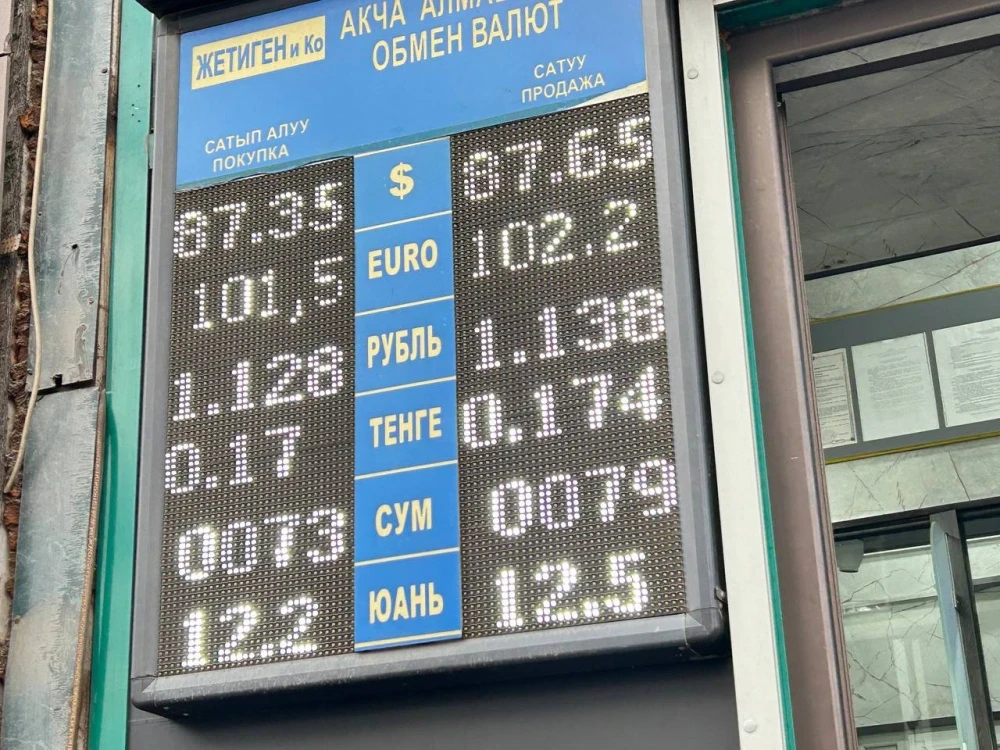 ЖЕТИГЕН и Ко
АКЧА
ОБМЕН ВАЛЮТ
САТЫП АЛУУ
ПОКУПКА
САТУУ
ПРОДАЖА
87.35 $ 87.65
101,5 EURO 102.2
1.128 РУБЛЬ 1.138
0.17 ТЕНГЕ 0.174
0073 СУМ 0079
12.2 ЮАНЬ 12.5